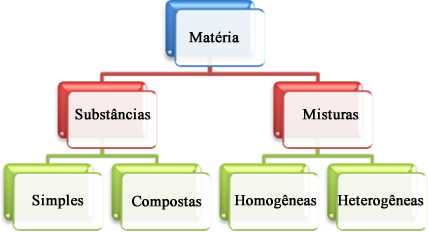 Matéria
Substâncias
Misturas
Simples
Compostas
Homogêneas
Heterogêneas